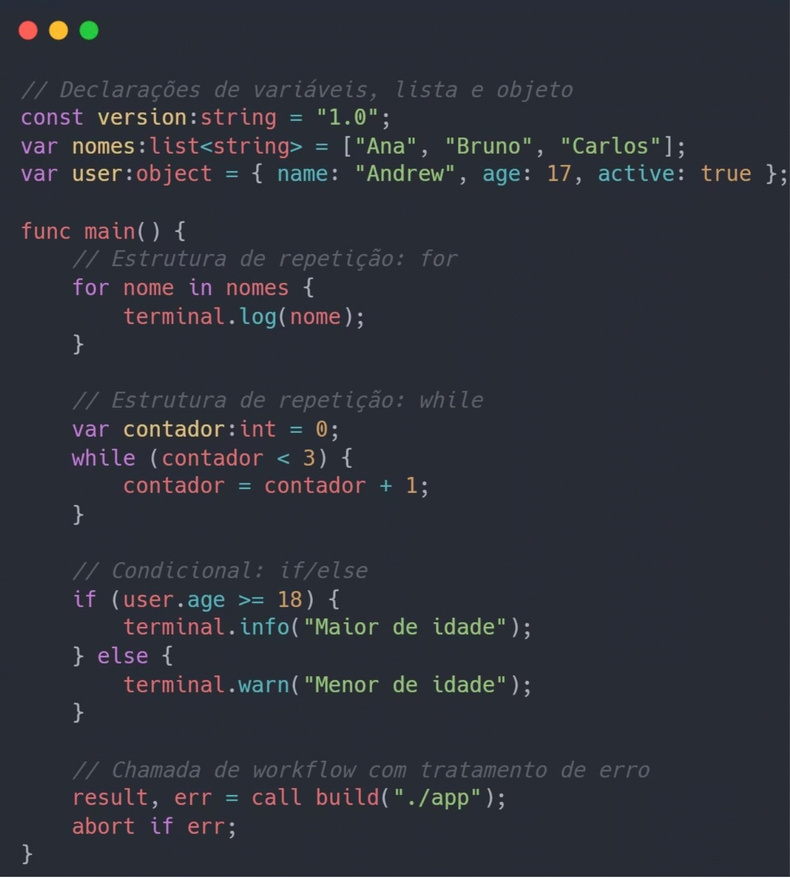 // Declarações de variáveis, lista e objeto
const version:string = "1.0";
var nomes:list<string> = ["Ana", "Bruno", "Carlos"];
var user:object = { name: "Andrew", age: 17, active: true };

func main() {
    // Estrutura de repetição: for
    for nome in nomes {
        terminal.log(nome);
    }

    // Estrutura de repetição: while
    var contador:int = 0;
    while (contador < 3) {
        contador = contador + 1;
    }

    // Condicional: if/else
    if (user.age >= 18) {
        terminal.info("Maior de idade");
    } else {
        terminal.warn("Menor de idade");
    }

    // Chamada de workflow com tratamento de erro
    result, err = call build("./app");
    abort if err;
}